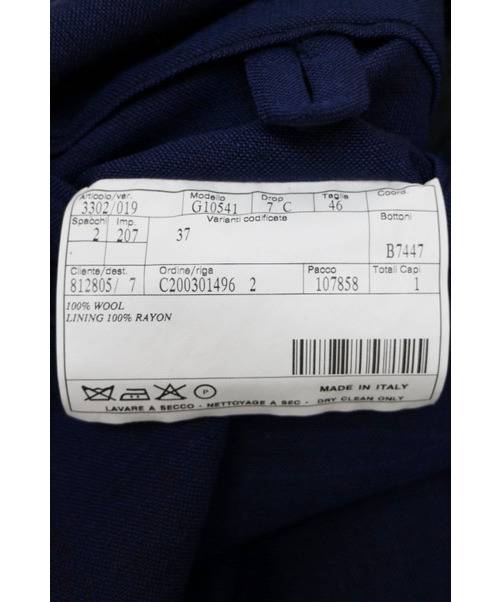 Articolo/var. Modello Drop Taglia Coord.
3302/019 G10541 7 C 46
Spacchi Imp. Varianti codificate Bottoni
2 207 37
B7447
Cliente/dest. Ordine/riga Pacco Totali Capi
812805/ 7 C200301496 2 107858 1
100% WOOL
LINING 100% RAYON
P MADE IN ITALY
LAVARE A SECCO - NETTOYAGE A SEC - DRY CLEAN ONLY